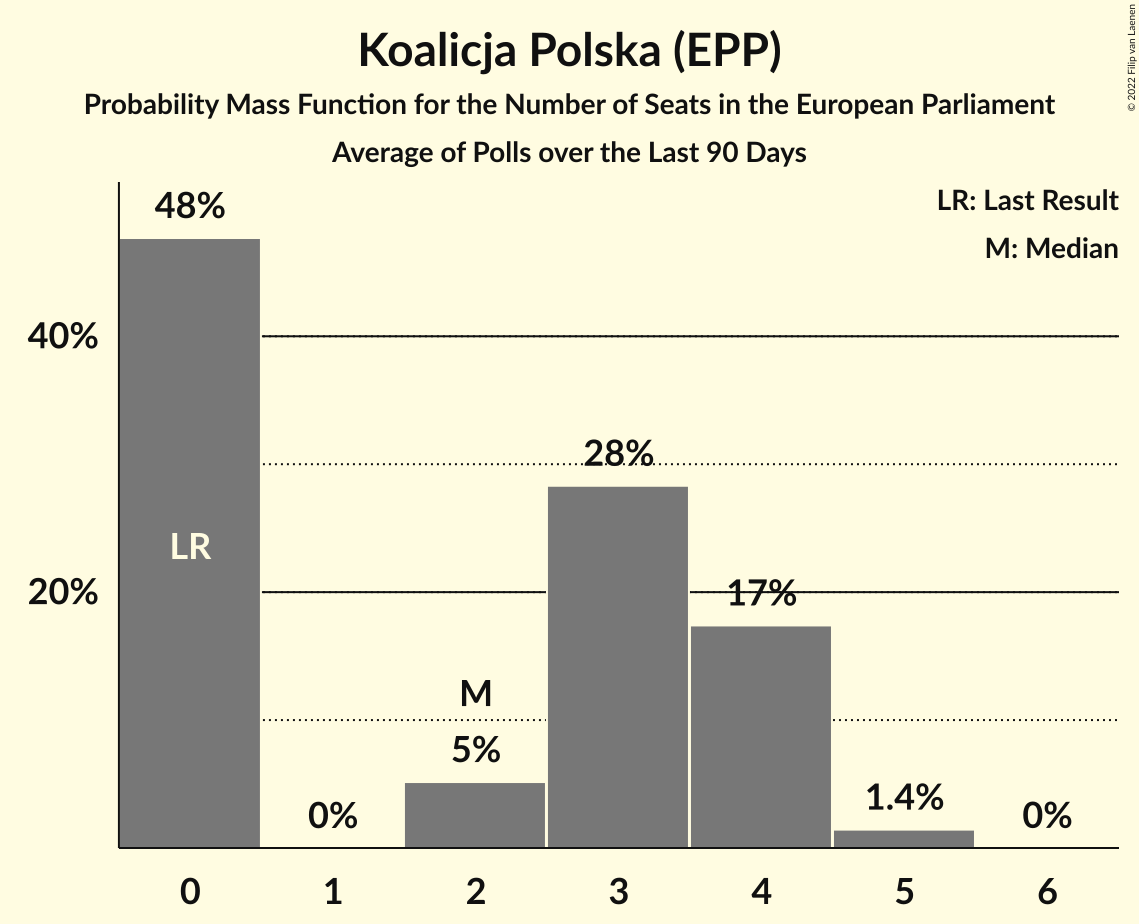 Koalicja Polska (EPP)
Probability Mass Function for the Number of Seats in the European Parliament
Average of Polls over the Last 90 Days
© 2022 Filip van Laenen
LR: Last Result
M: Median
48%
40%
28%
LR
20%
17%
M
5%
0%
1.4%
0%
0 1 2 3 4 5 6